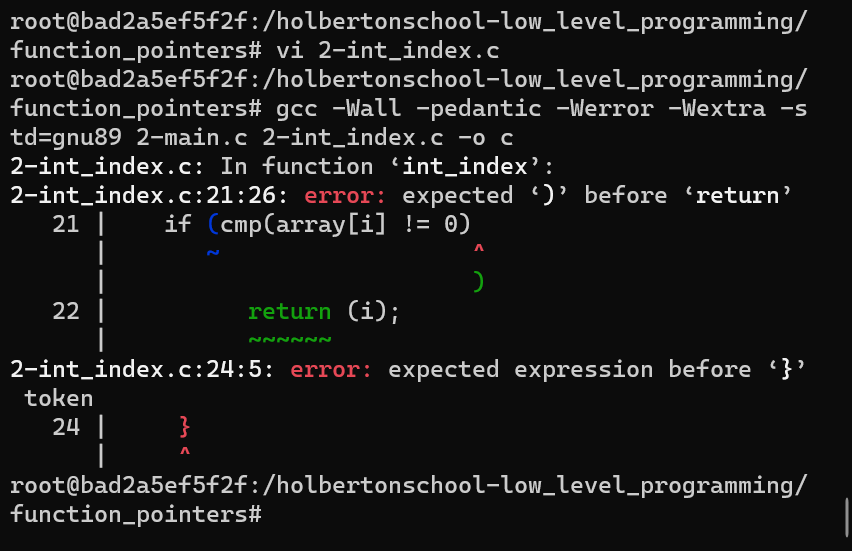 root@bad2a5ef5f2f:/holbertonschool-low_level_programming/
function_pointers# vi 2-int_index.c
root@bad2a5ef5f2f:/holbertonschool-low_level_programming/
function_pointers# gcc -Wall -pedantic -Werror -Wextra -s
td=gnu89 2-main.c 2-int_index.c -o c
2-int_index.c: In function ‘int_index’:
2-int_index.c:21:26: error: expected ‘)’ before ‘return’
   21 |    if (cmp(array[i] != 0)
      |       ~                  ^
      |                          )
   22 |          return (i);
      |          ~~~~~~
2-int_index.c:24:5: error: expected expression before ‘}’
 token
   24 |     }
      |     ^
root@bad2a5ef5f2f:/holbertonschool-low_level_programming/
function_pointers#